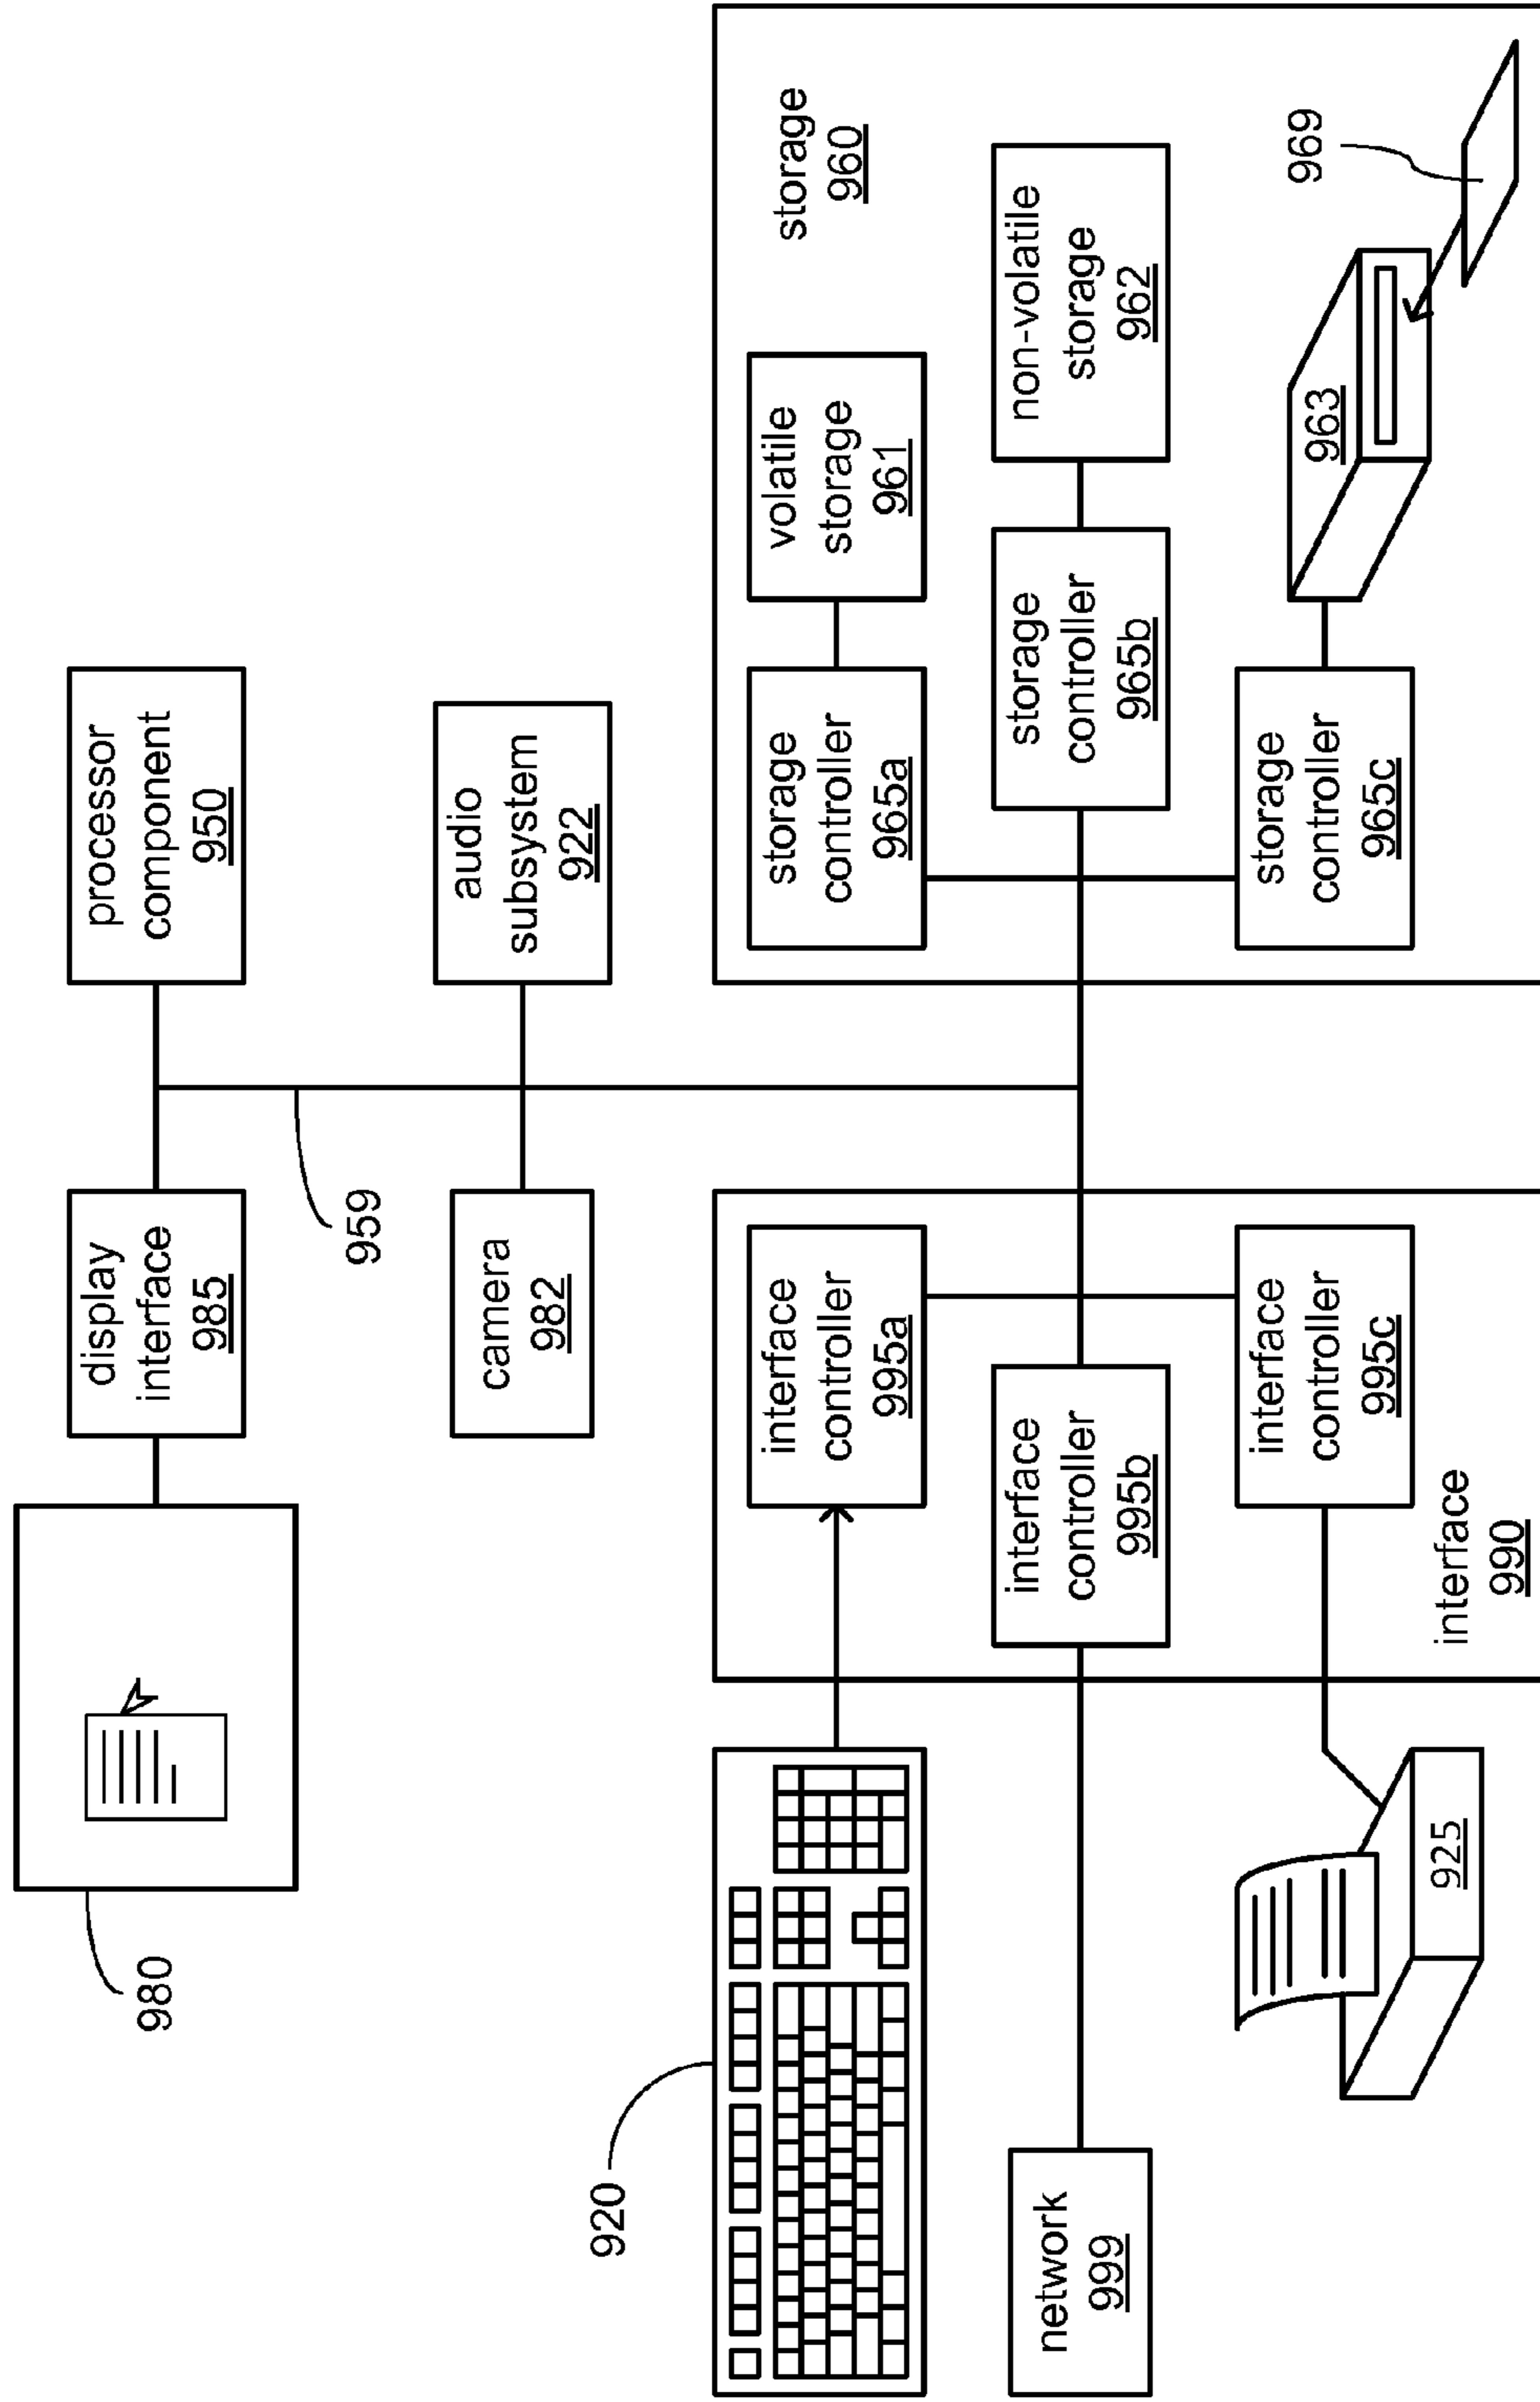 980
display
interface
985
processor
component
950
959
camera
982
audio
subsystem
922
920
interface
controller
995a
storage
controller
965a
volatile
storage
961
storage
960
network
999
interface
controller
995b
storage
controller
965b
non-volatile
storage
962
925
interface
controller
995c
interface
990
storage
controller
965c
963
969